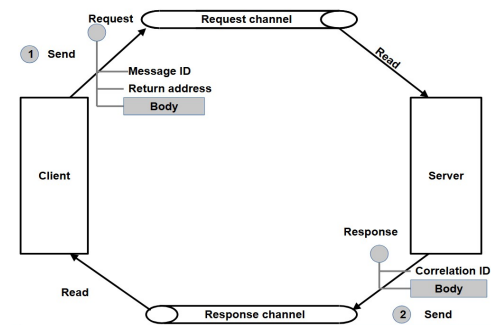 Request
Request channel
1 Send
Read
Message ID
Return address
Body
Client
Server
Response
Correlation ID
Body
Read
Response channel
2 Send